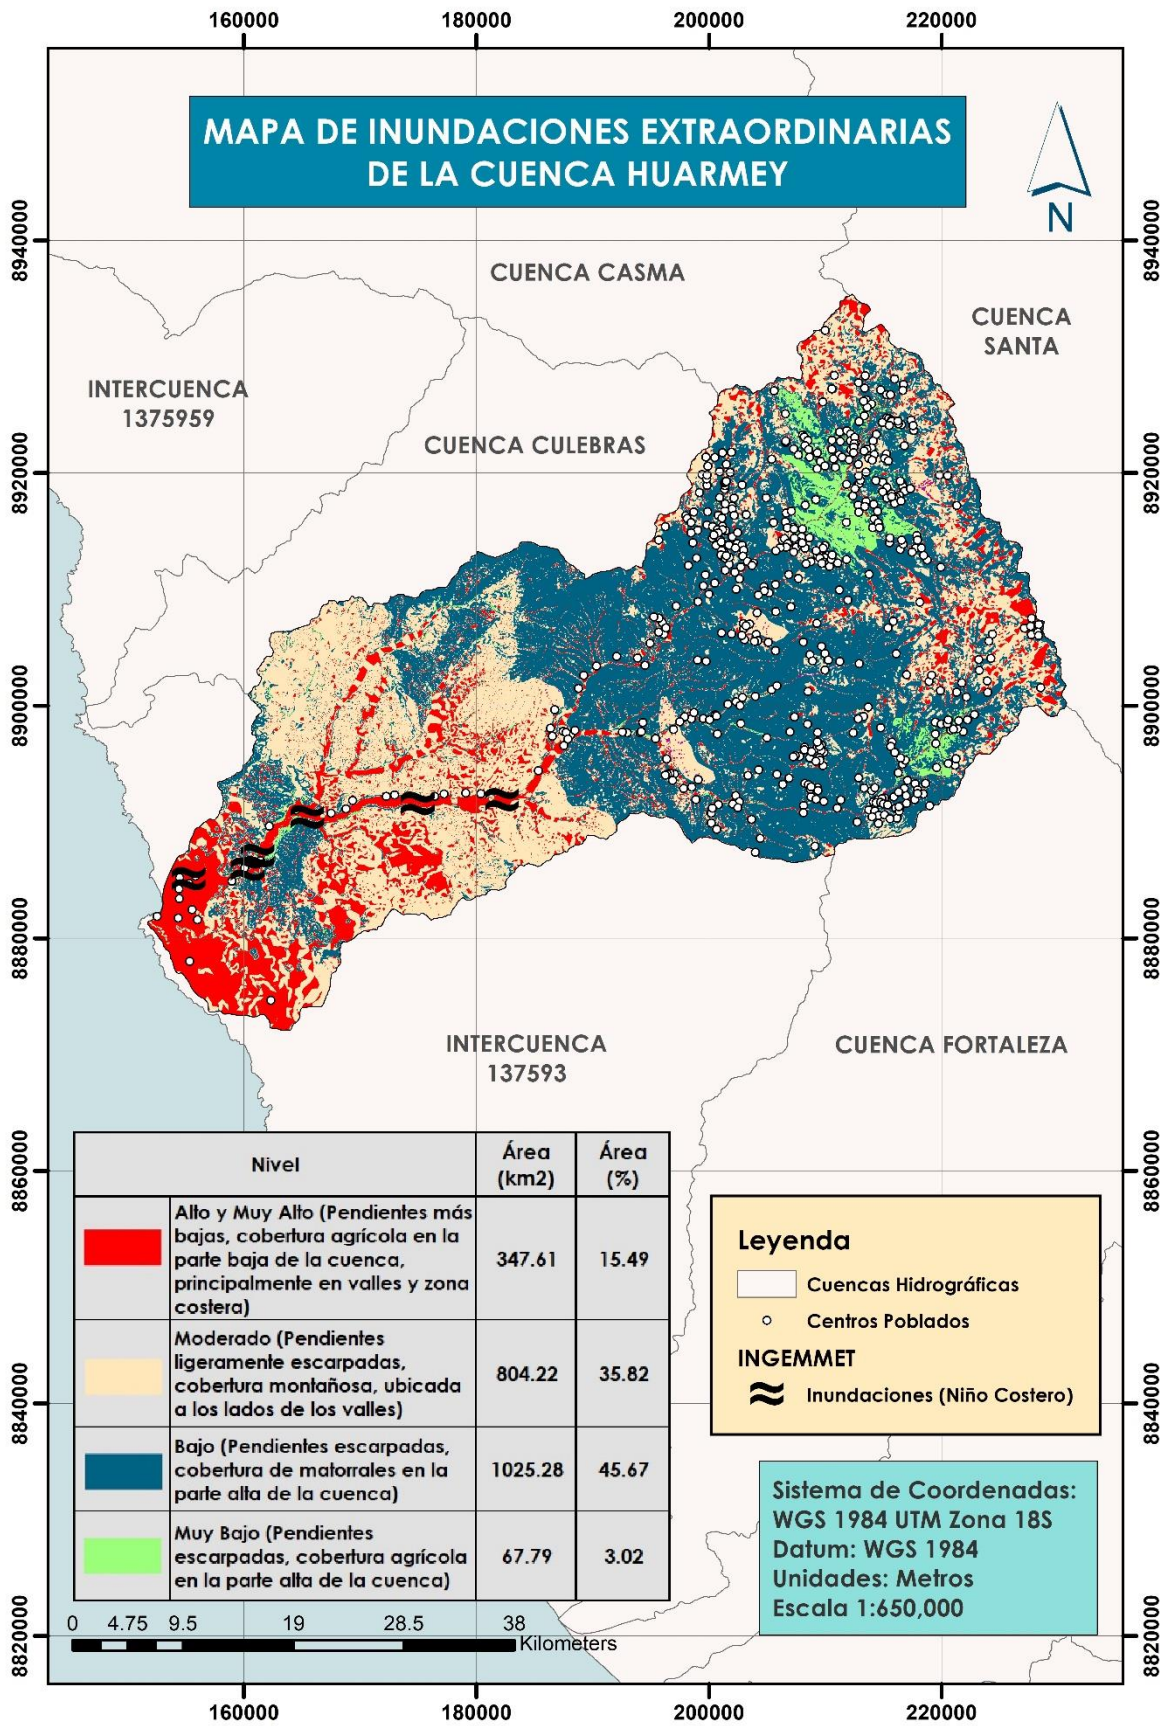 160000 180000 200000 220000
MAPA DE INUNDACIONES EXTRAORDINARIAS
DE LA CUENCA HUARMEY
N
8940000 8940000
CUENCA CASMA
CUENCA
SANTA
INTERCUENCA
1375959
CUENCA CULEBRAS
8920000 8920000
8900000 8900000
8880000 8880000
INTERCUENCA
137593
CUENCA FORTALEZA
8860000 8860000
Nivel
Área
(km2)
Área
(%)
Alto y Muy Alto (Pendientes más
bajas, cobertura agrícola en la
parte baja de la cuenca,
principalmente en valles y zona
costera)
347.61 15.49
Moderado (Pendientes
ligeramente escarpadas,
cobertura montañosa, ubicada
a los lados de los valles)
804.22 35.82
Bajo (Pendientes escarpadas,
cobertura de matorrales en la
parte alta de la cuenca)
1025.28 45.67
Muy Bajo (Pendientes
escarpadas, cobertura agrícola
en la parte alta de la cuenca)
67.79 3.02
Leyenda
Cuencas Hidrográficas
Centros Poblados
INGEMMET
Inundaciones (Niño Costero)
8840000 8840000
Sistema de Coordenadas:
WGS 1984 UTM Zona 18S
Datum: WGS 1984
Unidades: Metros
Escala 1:650,000
0 4.75 9.5 19 28.5 38
Kilometers
8820000 8820000
160000 180000 200000 220000